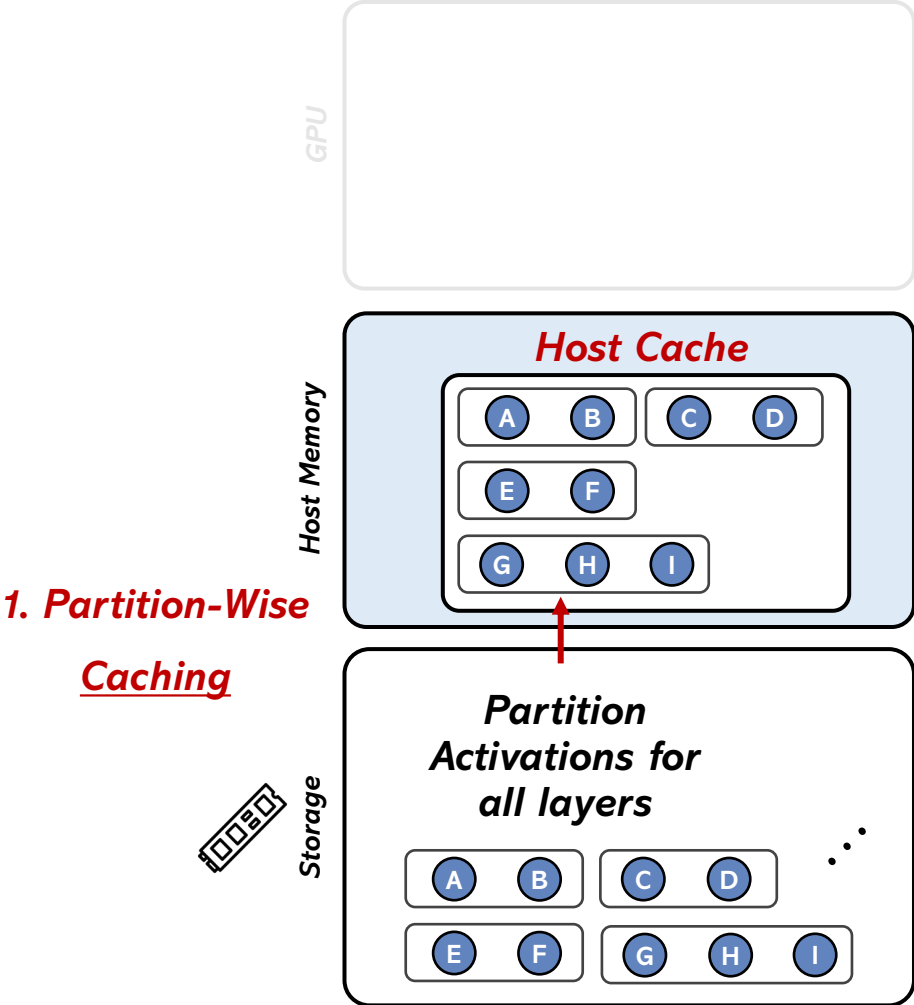 GPU
Host Memory
Host Cache
A B C D
E F
G H I
1. Partition-Wise
Caching
Storage
Partition
Activations for
all layers
A B C D
E F G H I